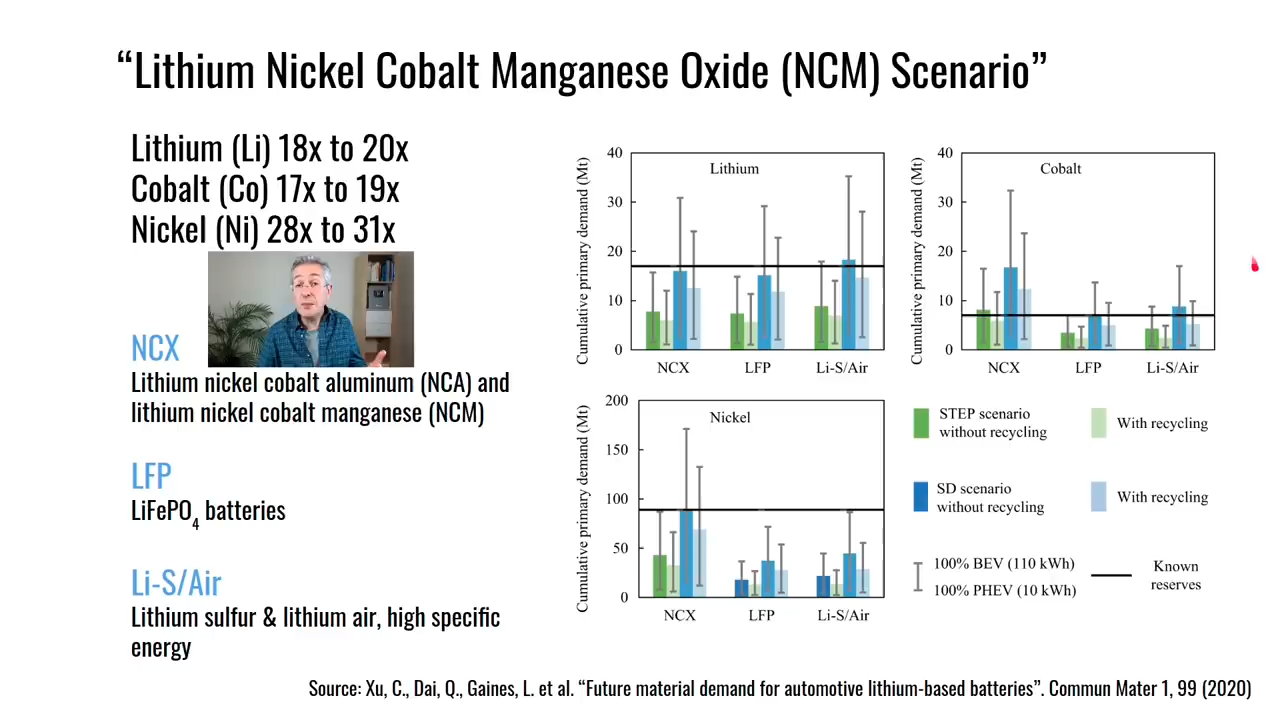 “Lithium Nickel Cobalt Manganese Oxide (NCM) Scenario”
Lithium (Li) 18x to 20x
Cobalt (Co) 17x to 19x
Nickel (Ni) 28x to 31x
NCX
Lithium nickel cobalt aluminum (NCA) and
lithium nickel cobalt manganese (NCM)
LFP
LiFePO4 batteries
Li-S/Air
Lithium sulfur & lithium air, high specific
energy
Cumulative primary demand (Mt)
40
30
20
10
0
Lithium
NCX LFP Li-S/Air
Cumulative primary demand (Mt)
40
30
20
10
0
Cobalt
NCX LFP Li-S/Air
Cumulative primary demand (Mt)
200
150
100
50
0
Nickel
NCX LFP Li-S/Air
STEP scenario
without recycling
With recycling
SD scenario
without recycling
With recycling
100% BEV (110 kWh)
100% PHEV (10 kWh)
Known
reserves
Source: Xu, C., Dai, Q., Gaines, L. et al. “Future material demand for automotive lithium-based batteries”. Commun Mater 1, 99 (2020)